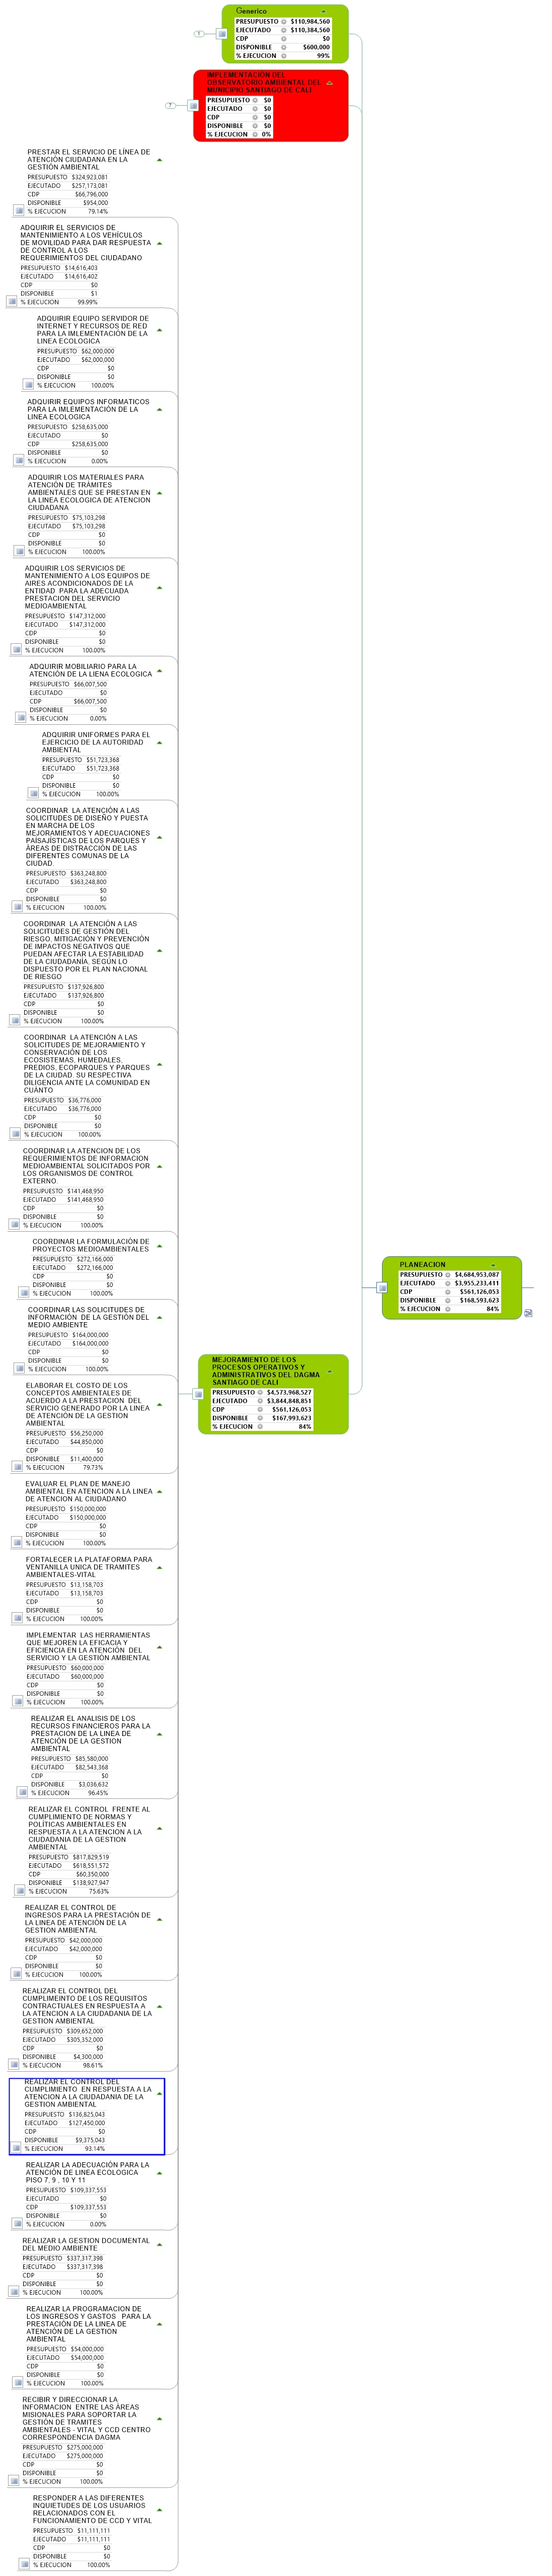 Generico
PRESUPUESTO $110,984,560
EJECUTADO $110,384,560
CDP $0
DISPONIBLE $600,000
% EJECUCION 99%
1
IMPLEMENTACIÓN DEL
OBSERVATORIO AMBIENTAL DEL
MUNICIPIO SANTIAGO DE CALI
PRESUPUESTO $0
EJECUTADO $0
CDP $0
DISPONIBLE $0
% EJECUCION 0%
7
PRESTAR EL SERVICIO DE LÍNEA DE
ATENCIÓN CIUDADANA EN LA
GESTIÓN AMBIENTAL
PRESUPUESTO $324,923,081
EJECUTADO $257,173,081
CDP $66,796,000
DISPONIBLE $954,000
% EJECUCION 79.14%
ADQUIRIR EL SERVICIOS DE
MANTENIMIENTO A LOS VEHÍCULOS
DE MOVILIDAD PARA DAR RESPUESTA
DE CONTROL A LOS
REQUERIMIENTOS DEL CIUDADANO
PRESUPUESTO $14,616,403
EJECUTADO $14,616,402
CDP $0
DISPONIBLE $1
% EJECUCION 99.99%
ADQUIRIR EQUIPO SERVIDOR DE
INTERNET Y RECURSOS DE RED
PARA LA IMLEMENTACIÓN DE LA
LINEA ECOLOGICA
PRESUPUESTO $62,000,000
EJECUTADO $62,000,000
CDP $0
DISPONIBLE $0
% EJECUCION 100.00%
ADQUIRIR EQUIPOS INFORMATICOS
PARA LA IMLEMENTACIÓN DE LA
LINEA ECOLOGICA
PRESUPUESTO $258,635,000
EJECUTADO $0
CDP $258,635,000
DISPONIBLE $0
% EJECUCION 0.00%
ADQUIRIR LOS MATERIALES PARA
ATENCIÓN DE TRÁMITES
AMBIENTALES QUE SE PRESTAN EN
LA LINEA ECOLOGICA DE ATENCION
CIUDADANA
PRESUPUESTO $75,103,298
EJECUTADO $75,103,298
CDP $0
DISPONIBLE $0
% EJECUCION 100.00%
ADQUIRIR LOS SERVICIOS DE
MANTENIMIENTO A LOS EQUIPOS DE
AIRES ACONDICIONADOS DE LA
ENTIDAD PARA LA ADECUADA
PRESTACION DEL SERVICIO
MEDIOAMBIENTAL
PRESUPUESTO $147,312,000
EJECUTADO $147,312,000
CDP $0
DISPONIBLE $0
% EJECUCION 100.00%
ADQUIRIR MOBILIARIO PARA LA
ATENCIÓN DE LA LIENA ECOLOGICA
PRESUPUESTO $66,007,500
EJECUTADO $0
CDP $66,007,500
DISPONIBLE $0
% EJECUCION 0.00%
ADQUIRIR UNIFORMES PARA EL
EJERCICIO DE LA AUTORIDAD
AMBIENTAL
PRESUPUESTO $51,723,368
EJECUTADO $51,723,368
CDP $0
DISPONIBLE $0
% EJECUCION 100.00%
COORDINAR LA ATENCIÓN A LAS
SOLICITUDES DE DISEÑO Y PUESTA
EN MARCHA DE LOS
MEJORAMIENTOS Y ADECUACIONES
PAISAJÍSTICAS DE LOS PARQUES Y
ÁREAS DE DISTRACCIÓN DE LAS
DIFERENTES COMUNAS DE LA
CIUDAD.
PRESUPUESTO $363,248,800
EJECUTADO $363,248,800
CDP $0
DISPONIBLE $0
% EJECUCION 100.00%
COORDINAR LA ATENCIÓN A LAS
SOLICITUDES DE GESTIÓN DEL
RIESGO, MITIGACIÓN Y PREVENCIÓN
DE IMPACTOS NEGATIVOS QUE
PUEDAN AFECTAR LA ESTABILIDAD
DE LA CIUDADANÍA, SEGÚN LO
DISPUESTO POR EL PLAN NACIONAL
DE RIESGO
PRESUPUESTO $137,926,800
EJECUTADO $137,926,800
CDP $0
DISPONIBLE $0
% EJECUCION 100.00%
COORDINAR LA ATENCIÓN A LAS
SOLICITUDES DE MEJORAMIENTO Y
CONSERVACIÓN DE LOS
ECOSISTEMAS, HUMEDALES,
PREDIOS, ECOPARQUES Y PARQUES
DE LA CIUDAD. SU RESPECTIVA
DILIGENCIA ANTE LA COMUNIDAD EN
CUÁNTO
PRESUPUESTO $36,776,000
EJECUTADO $36,776,000
CDP $0
DISPONIBLE $0
% EJECUCION 100.00%
COORDINAR LA ATENCION DE LOS
REQUERIMIENTOS DE INFORMACION
MEDIOAMBIENTAL SOLICITADOS POR
LOS ORGANISMOS DE CONTROL
EXTERNO.
PRESUPUESTO $141,468,950
EJECUTADO $141,468,950
CDP $0
DISPONIBLE $0
% EJECUCION 100.00%
COORDINAR LA FORMULACIÓN DE
PROYECTOS MEDIOAMBIENTALES
PRESUPUESTO $272,166,000
EJECUTADO $272,166,000
CDP $0
DISPONIBLE $0
% EJECUCION 100.00%
COORDINAR LAS SOLICITUDES DE
INFORMACIÓN DE LA GESTIÓN DEL
MEDIO AMBIENTE
PRESUPUESTO $164,000,000
EJECUTADO $164,000,000
CDP $0
DISPONIBLE $0
% EJECUCION 100.00%
PLANEACION
PRESUPUESTO $4,684,953,087
EJECUTADO $3,955,233,411
CDP $561,126,053
DISPONIBLE $168,593,623
% EJECUCION 84%
MEJORAMIENTO DE LOS
PROCESOS OPERATIVOS Y
ADMINISTRATIVOS DEL DAGMA
SANTIAGO DE CALI
PRESUPUESTO $4,573,968,527
EJECUTADO $3,844,848,851
CDP $561,126,053
DISPONIBLE $167,993,623
% EJECUCION 84%
ELABORAR EL COSTO DE LOS
CONCEPTOS AMBIENTALES DE
ACUERDO A LA PRESTACION DEL
SERVICIO GENERADO POR LA LINEA
DE ATENCIÓN DE LA GESTION
AMBIENTAL
PRESUPUESTO $56,250,000
EJECUTADO $44,850,000
CDP $0
DISPONIBLE $11,400,000
% EJECUCION 79.73%
EVALUAR EL PLAN DE MANEJO
AMBIENTAL EN ATENCION A LA LINEA
DE ATENCION AL CIUDADANO
PRESUPUESTO $150,000,000
EJECUTADO $150,000,000
CDP $0
DISPONIBLE $0
% EJECUCION 100.00%
FORTALECER LA PLATAFORMA PARA
VENTANILLA UNICA DE TRAMITES
AMBIENTALES-VITAL
PRESUPUESTO $13,158,703
EJECUTADO $13,158,703
CDP $0
DISPONIBLE $0
% EJECUCION 100.00%
IMPLEMENTAR LAS HERRAMIENTAS
QUE MEJOREN LA EFICACIA Y
EFICIENCIA EN LA ATENCIÓN DEL
SERVICIO Y LA GESTIÓN AMBIENTAL
PRESUPUESTO $60,000,000
EJECUTADO $60,000,000
CDP $0
DISPONIBLE $0
% EJECUCION 100.00%
REALIZAR EL ANALISIS DE LOS
RECURSOS FINANCIEROS PARA LA
PRESTACION DE LA LINEA DE
ATENCIÓN DE LA GESTION
AMBIENTAL
PRESUPUESTO $85,580,000
EJECUTADO $82,543,368
CDP $0
DISPONIBLE $3,036,632
% EJECUCION 96.45%
REALIZAR EL CONTROL FRENTE AL
CUMPLIMIENTO DE NORMAS Y
POLÍTICAS AMBIENTALES EN
RESPUESTA A LA ATENCION A LA
CIUDADANIA DE LA GESTION
AMBIENTAL
PRESUPUESTO $817,829,519
EJECUTADO $618,551,572
CDP $60,350,000
DISPONIBLE $138,927,947
% EJECUCION 75.63%
REALIZAR EL CONTROL DE
INGRESOS PARA LA PRESTACIÓN DE
LA LINEA DE ATENCIÓN DE LA
GESTION AMBIENTAL
PRESUPUESTO $42,000,000
EJECUTADO $42,000,000
CDP $0
DISPONIBLE $0
% EJECUCION 100.00%
REALIZAR EL CONTROL DEL
CUMPLIMEINTO DE LOS REQUISITOS
CONTRACTUALES EN RESPUESTA A
LA ATENCION A LA CIUDADANIA DE LA
GESTION AMBIENTAL
PRESUPUESTO $309,652,000
EJECUTADO $305,352,000
CDP $0
DISPONIBLE $4,300,000
% EJECUCION 98.61%
REALIZAR EL CONTROL DEL
CUMPLIMIENTO EN RESPUESTA A LA
ATENCION A LA CIUDADANIA DE LA
GESTION AMBIENTAL
PRESUPUESTO $136,825,043
EJECUTADO $127,450,000
CDP $0
DISPONIBLE $9,375,043
% EJECUCION 93.14%
REALIZAR LA ADECUACIÓN PARA LA
ATENCIÓN DE LINEA ECOLOGICA
PISO 7, 9 , 10 Y 11
PRESUPUESTO $109,337,553
EJECUTADO $0
CDP $109,337,553
DISPONIBLE $0
% EJECUCION 0.00%
REALIZAR LA GESTION DOCUMENTAL
DEL MEDIO AMBIENTE
PRESUPUESTO $337,317,398
EJECUTADO $337,317,398
CDP $0
DISPONIBLE $0
% EJECUCION 100.00%
REALIZAR LA PROGRAMACION DE
LOS INGRESOS Y GASTOS PARA LA
PRESTACIÓN DE LA LINEA DE
ATENCIÓN DE LA GESTION
AMBIENTAL
PRESUPUESTO $54,000,000
EJECUTADO $54,000,000
CDP $0
DISPONIBLE $0
% EJECUCION 100.00%
RECIBIR Y DIRECCIONAR LA
INFORMACION ENTRE LAS ÁREAS
MISIONALES PARA SOPORTAR LA
GESTIÓN DE TRAMITES
AMBIENTALES - VITAL Y CCD CENTRO
CORRESPONDENCIA DAGMA
PRESUPUESTO $275,000,000
EJECUTADO $275,000,000
CDP $0
DISPONIBLE $0
% EJECUCION 100.00%
RESPONDER A LAS DIFERENTES
INQUIETUDES DE LOS USUARIOS
RELACIONADOS CON EL
FUNCIONAMIENTO DE CCD Y VITAL
PRESUPUESTO $11,111,111
EJECUTADO $11,111,111
CDP $0
DISPONIBLE $0
% EJECUCION 100.00%